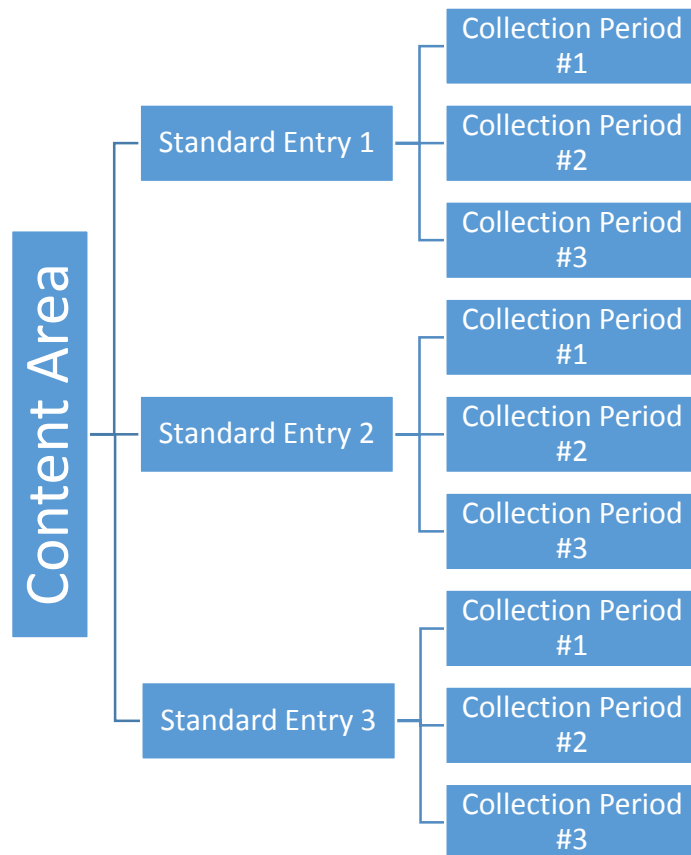 Content Area
Standard Entry 1
Collection Period
#1
Collection Period
#2
Collection Period
#3
Standard Entry 2
Collection Period
#1
Collection Period
#2
Collection Period
#3
Standard Entry 3
Collection Period
#1
Collection Period
#2
Collection Period
#3